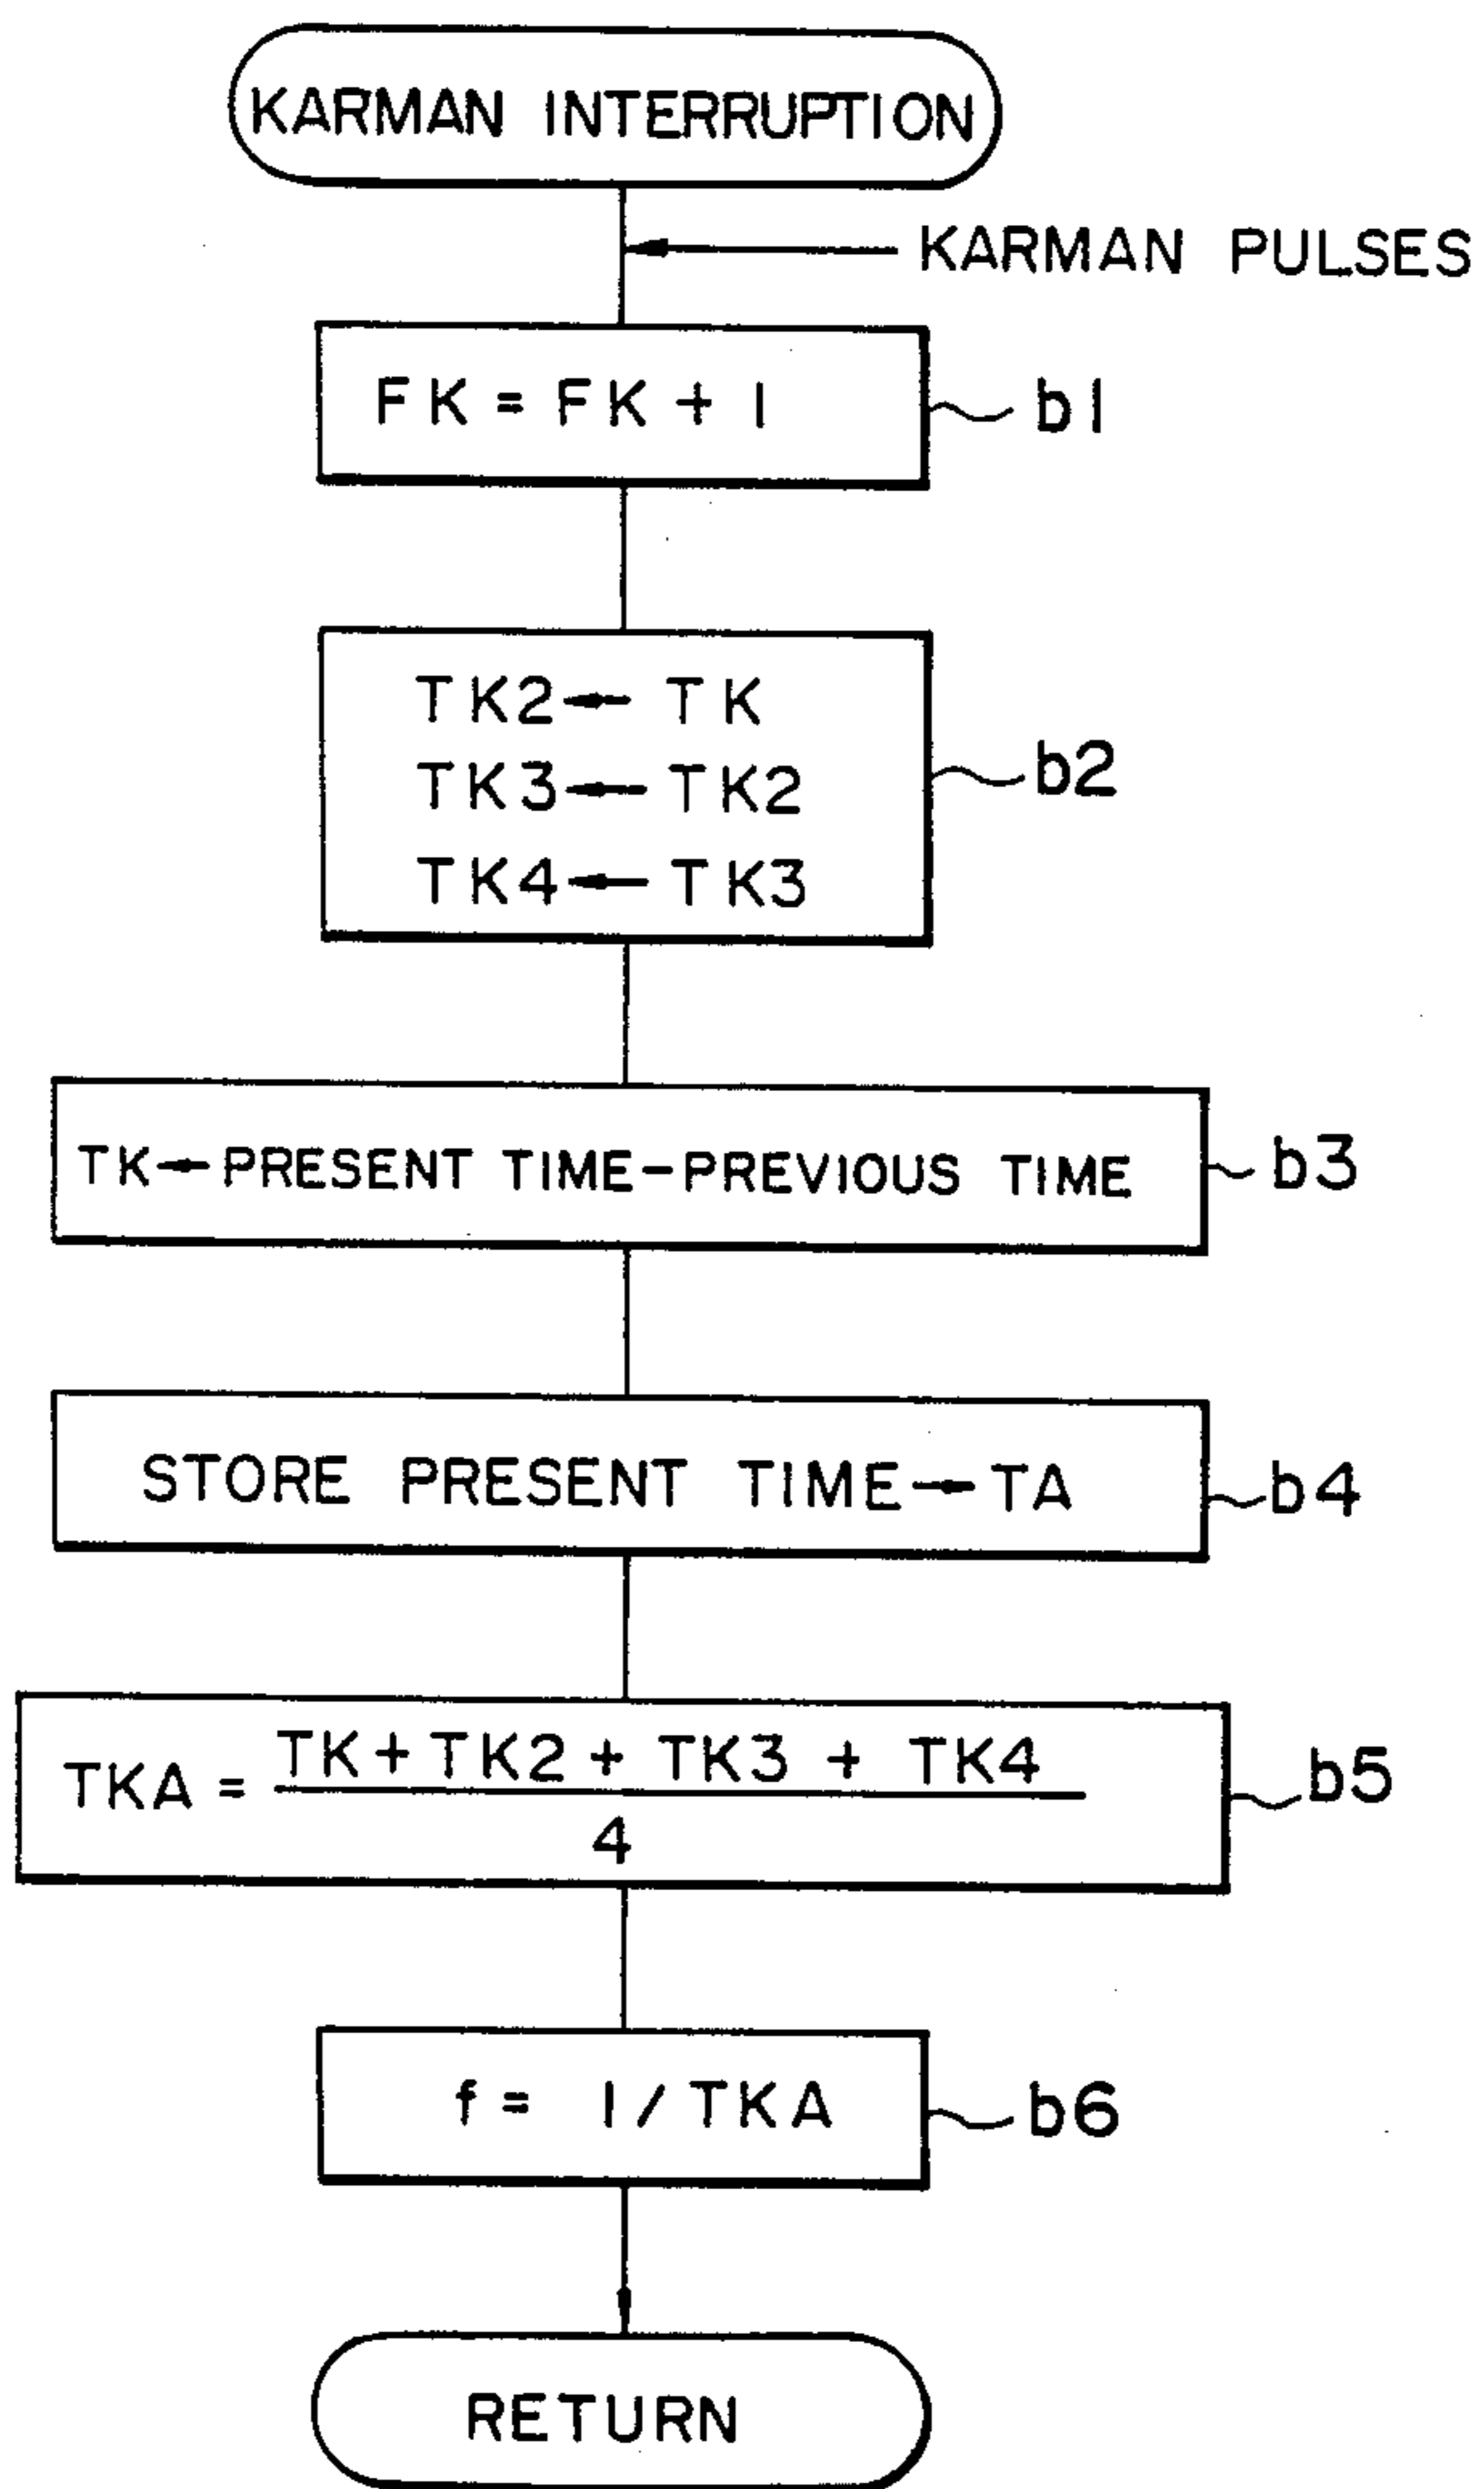 KARMAN INTERRUPTION
KARMAN PULSES
FK = FK + 1
b1
TK2 ← TK
TK3 ← TK2
TK4 ← TK3
b2
TK ← PRESENT TIME - PREVIOUS TIME
b3
STORE PRESENT TIME → TA
b4
TKA = TK + TK2 + TK3 + TK4
4
b5
f = 1 / TKA
b6
RETURN